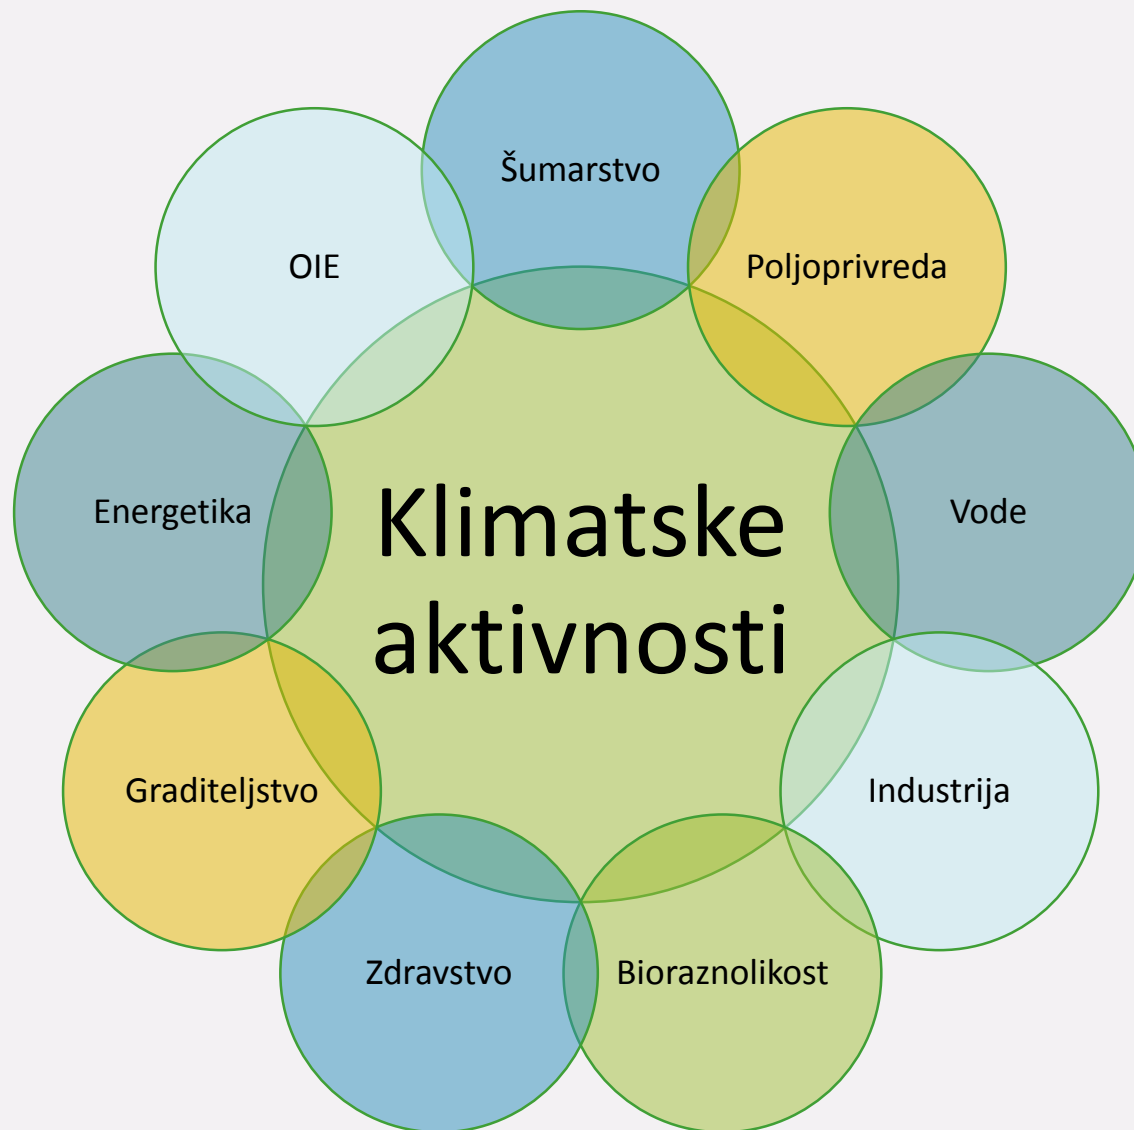 Šumarstvo
Poljoprivreda
Vode
Industrija
Bioraznolikost
Zdravstvo
Graditeljstvo
Energetika
OIE
Klimatske
aktivnosti